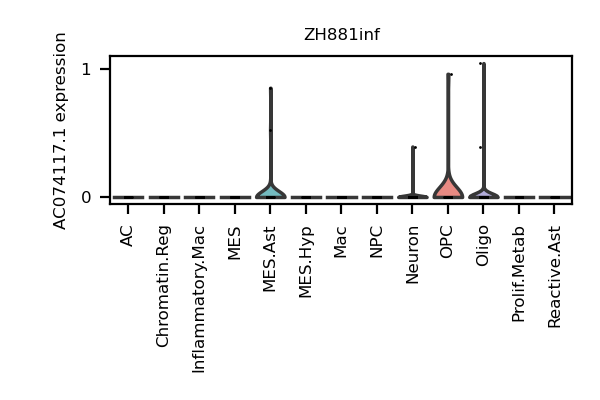 ZH881inf
AC074117.1 expression
1
0
AC
Chromatin.Reg
Inflammatory.Mac
MES
MES.Ast
MES.Hyp
Mac
NPC
Neuron
OPC
Oligo
Prolif.Metab
Reactive.Ast